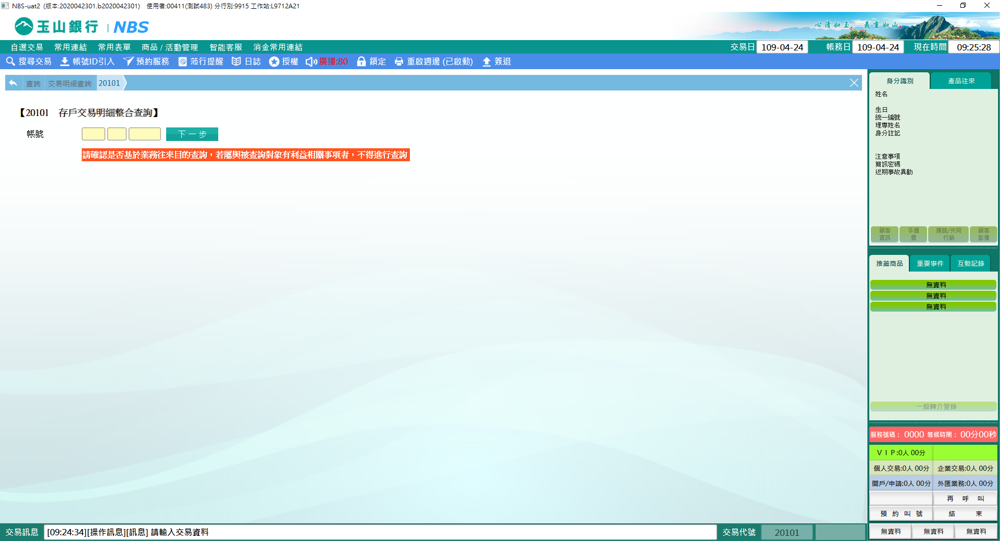 NBS-uat2 (版本:2020042301.b2020042301) 使用者:00411(測試483) 分行別:9915 工作站:L9712A21
玉山銀行 | NBS
心清如玉 義重如山
自選交易 常用連結 常用表單 商品 / 活動管理 智能客服 消金常用連結 交易日 109-04-24 帳務日 109-04-24 現在時間 09:25:28
搜尋交易 帳號ID引入 預約服務 蒞行提醒 日誌 授權 廣播:80 鎖定 重啟週邊 (已啟動) 簽退
查詢 交易明細查詢 20101
【20101 存戶交易明細整合查詢】
帳號 下一步
請確認是否基於業務往來目的查詢，若屬與被查詢對象有利益相關事項者，不得進行查詢
身分識別 產品往來
姓名
生日
統一編號
理專姓名
身分註記
注意事項
簡訊密碼
近期事故異動
顧客資訊 手續費 通路/共同行銷 顧客影像
推薦商品 重要事件 互動記錄
無資料
無資料
無資料
一般轉介登錄
服務號碼： 0000 等候時間： 00分00秒
ＶＩＰ:0人 00分
個人交易:0人 00分 企業交易:0人 00分
開戶/申請:0人 00分 外匯業務:0人 00分
再 呼 叫
預 約 叫 號 結 束
無資料 無資料 無資料
交易訊息 [09:24:34][操作訊息][訊息] 請輸入交易資料 交易代號 20101